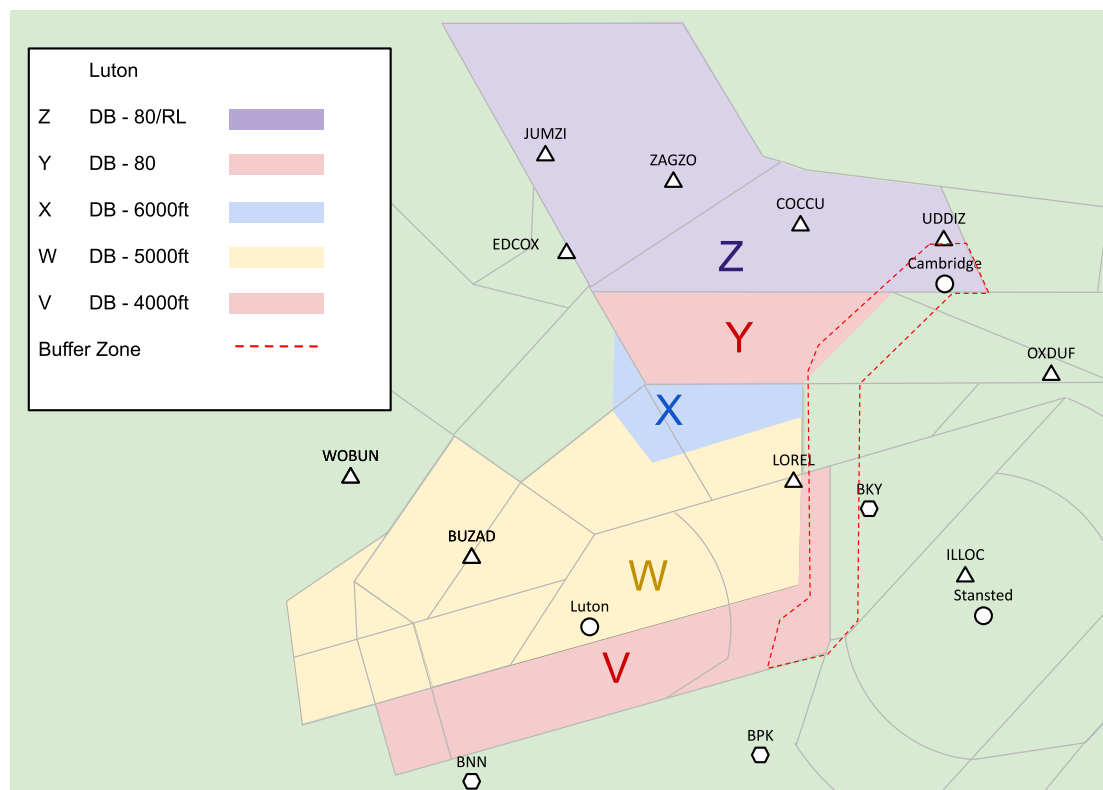 Luton
Z DB - 80/RL
Y DB - 80
X DB - 6000ft
W DB - 5000ft
V DB - 4000ft
Buffer Zone
JUMZI
ZAGZO
COCCU
UDDIZ
EDCOX
Z
Cambridge
Y
OXDUF
X
WOBUN
LOREL
BKY
BUZAD
ILLOC
W
Stansted
Luton
V
BPK
BNN